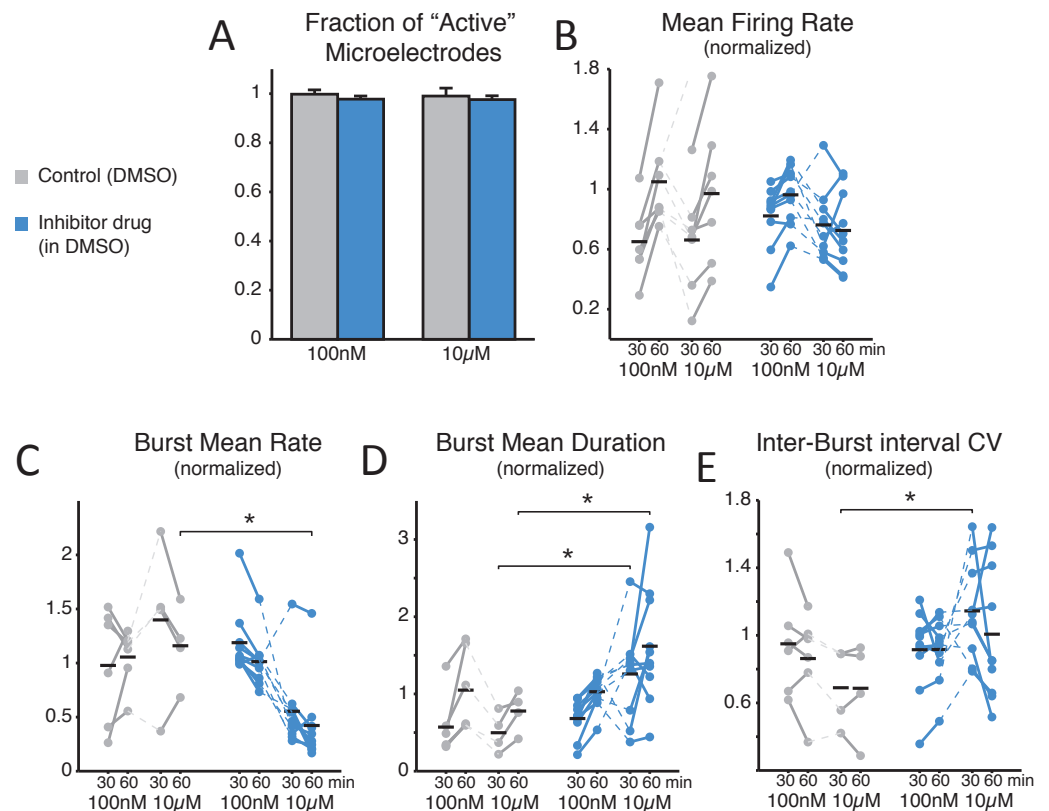 A
Fraction of “Active”
Microelectrodes
1
0.8
0.6
0.4
0.2
0
100nM 10µM
Control (DMSO)
Inhibitor drug
(in DMSO)
B
Mean Firing Rate
(normalized)
1.8
1.4
1
0.6
0.2
30 60 30 60 30 60 30 60 min
100nM 10µM 100nM 10µM
C
Burst Mean Rate
(normalized)
2
1.5
1
0.5
0
*
30 60 30 60 30 60 30 60 min
100nM 10µM 100nM 10µM
D
Burst Mean Duration
(normalized)
3
2
1
0
*
*
30 60 30 60 30 60 30 60 min
100nM 10µM 100nM 10µM
E
Inter-Burst interval CV
(normalized)
1.8
1.4
1
0.6
*
30 60 30 60 30 60 30 60 min
100nM 10µM 100nM 10µM